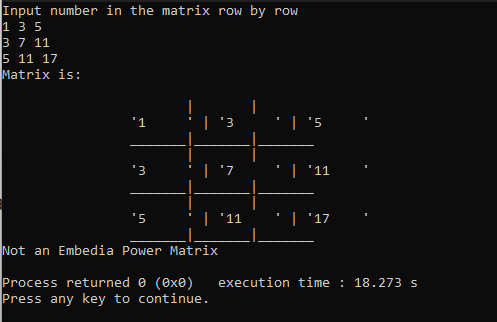 Input number in the matrix row by row
1 3 5
3 7 11
5 11 17
Matrix is:
       |       |
'1     ' | '3     ' | '5     '
_______|_______|_______
       |       |
'3     ' | '7     ' | '11    '
_______|_______|_______
       |       |
'5     ' | '11    ' | '17    '
_______|_______|_______
Not an Embedia Power Matrix
Process returned 0 (0x0)   execution time : 18.273 s
Press any key to continue.